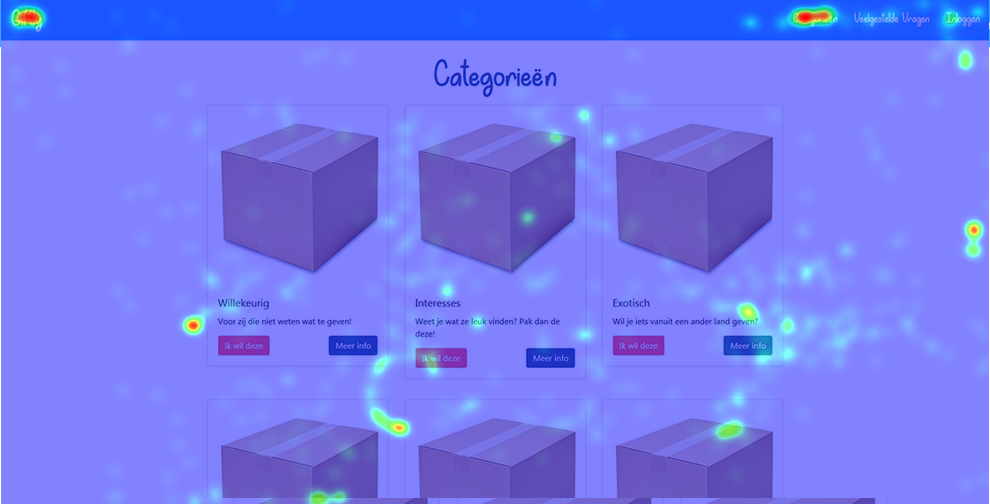 Categorieën Veelgestelde Vragen Inloggen
Categorieën
Willekeurig
Voor zij die niet weten wat te geven!
Ik wil deze Meer info
Interesses
Weet je wat ze leuk vinden? Pak dan de
deze!
Ik wil deze Meer info
Exotisch
Wil je iets vanuit een ander land geven?
Ik wil deze Meer info